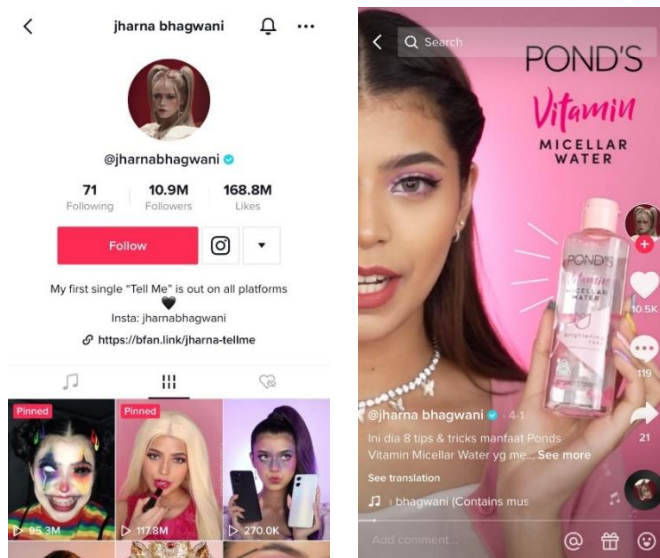 jharna bhagwani
@jharnabhagwani
71
10.9M
168.8M
Following
Followers
Likes
Follow
My first single “Tell Me” is out on all platforms
Insta: jharnabhagwani
https://bfan.link/jharna-tellme
Pinned
Pinned
95.3M
117.8M
270.0K
Search
POND'S
Vitamin
MICELLAR
WATER
POND'S
Vitamin
MICELLAR
WATER
10.5K
119
@jharna bhagwani · 4-1
21
Ini dia 8 tips & tricks manfaat Ponds
Vitamin Micellar Water yg me... See more
See translation
bhagwani (Contains mus
Add comment...